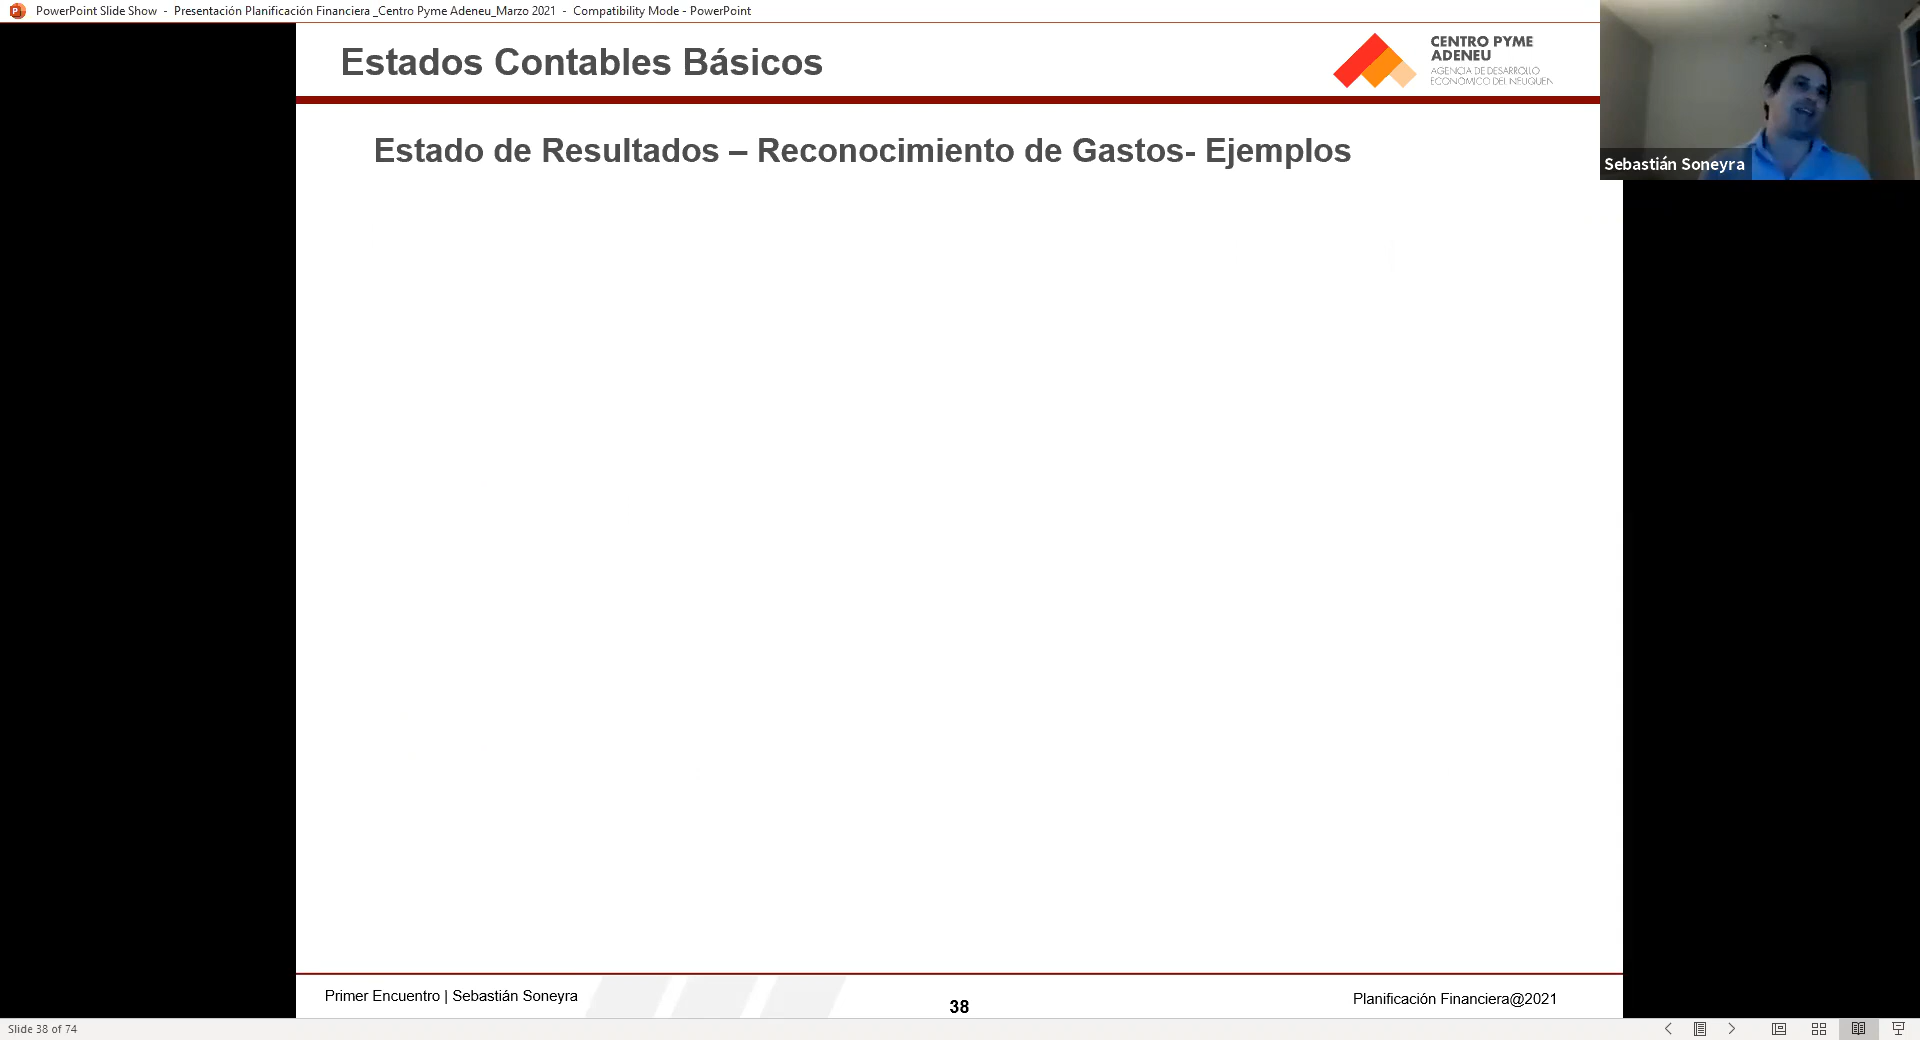 PowerPoint Slide Show - Presentación Planificación Financiera _Centro Pyme Adeneu_Marzo 2021 - Compatibility Mode - PowerPoint
Estados Contables Básicos
CENTRO PYME
ADENEU
AGENCIA DE DESARROLLO
ECONOMICO DEL NEUQUEN
Sebastián Soneyra
Estado de Resultados – Reconocimiento de Gastos- Ejemplos
Primer Encuentro | Sebastián Soneyra
38
Planificación Financiera@2021
Slide 38 of 74